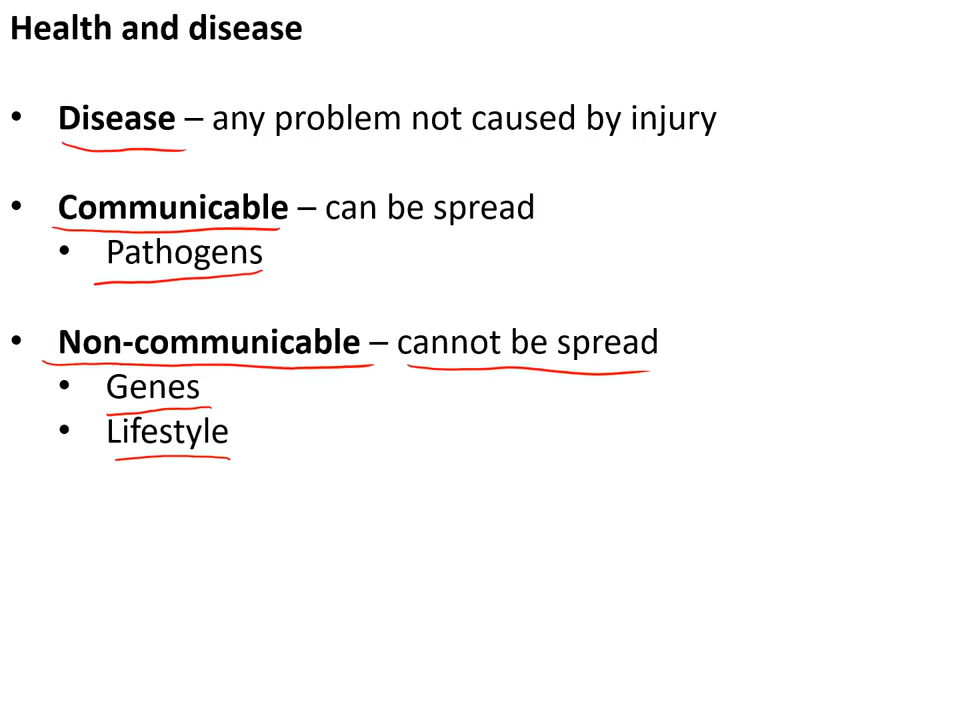 Health and disease
• Disease – any problem not caused by injury
• Communicable – can be spread
• Pathogens
• Non-communicable – cannot be spread
• Genes
• Lifestyle